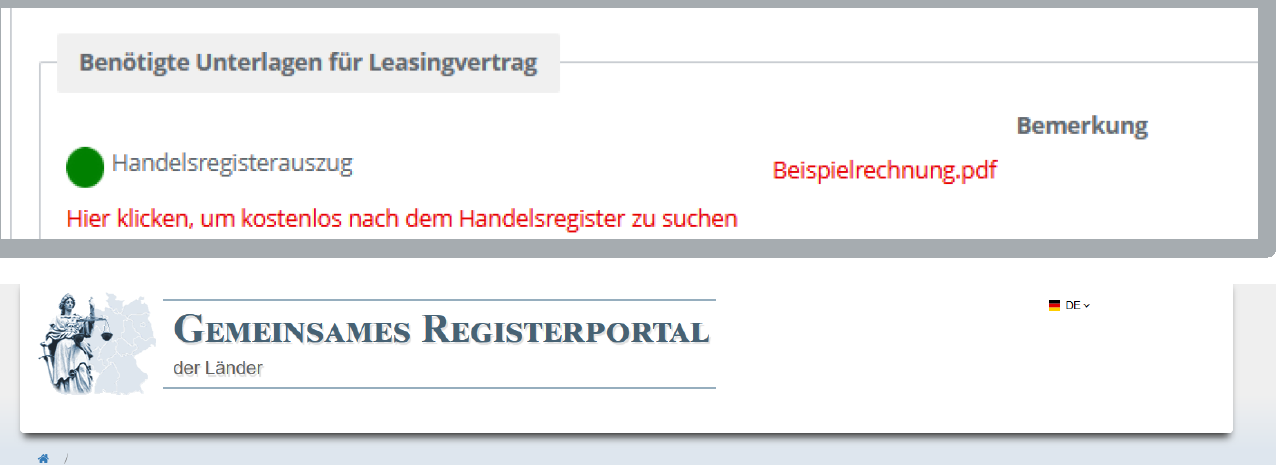 Benötigte Unterlagen für Leasingvertrag
Bemerkung
Handelsregisterauszug
Beispielrechnung.pdf
Hier klicken, um kostenlos nach dem Handelsregister zu suchen
GEMEINSAMES REGISTERPORTAL
der Länder
DE
/